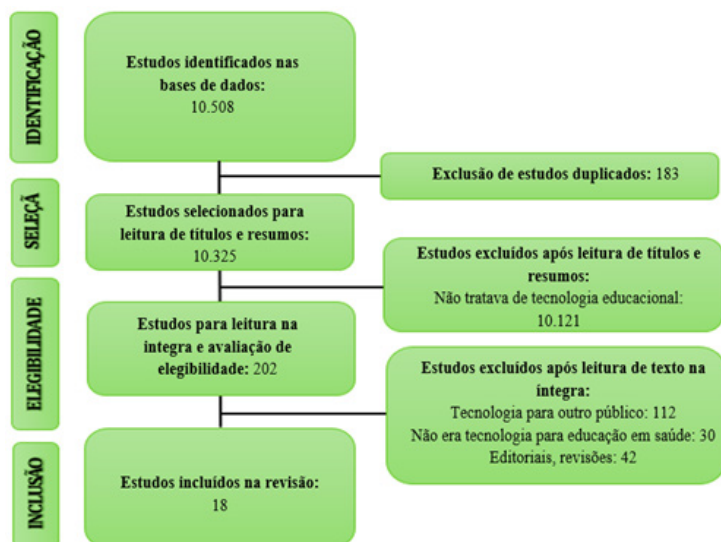 IDENTIFICAÇÃO
Estudos identificados nas
bases de dados:
10.508
Exclusão de estudos duplicados: 183
SELEÇÃ
Estudos selecionados para
leitura de títulos e resumos:
10.325
Estudos excluídos após leitura de títulos e
resumos:
Não tratava de tecnologia educacional:
10.121
ELEGIBILIDADE
Estudos para leitura na
íntegra e avaliação de
elegibilidade: 202
Estudos excluídos após leitura de texto na
íntegra:
Tecnologia para outro público: 112
Não era tecnologia para educação em saúde: 30
Editoriais, revisões: 42
INCLUSÃO
Estudos incluídos na revisão:
18